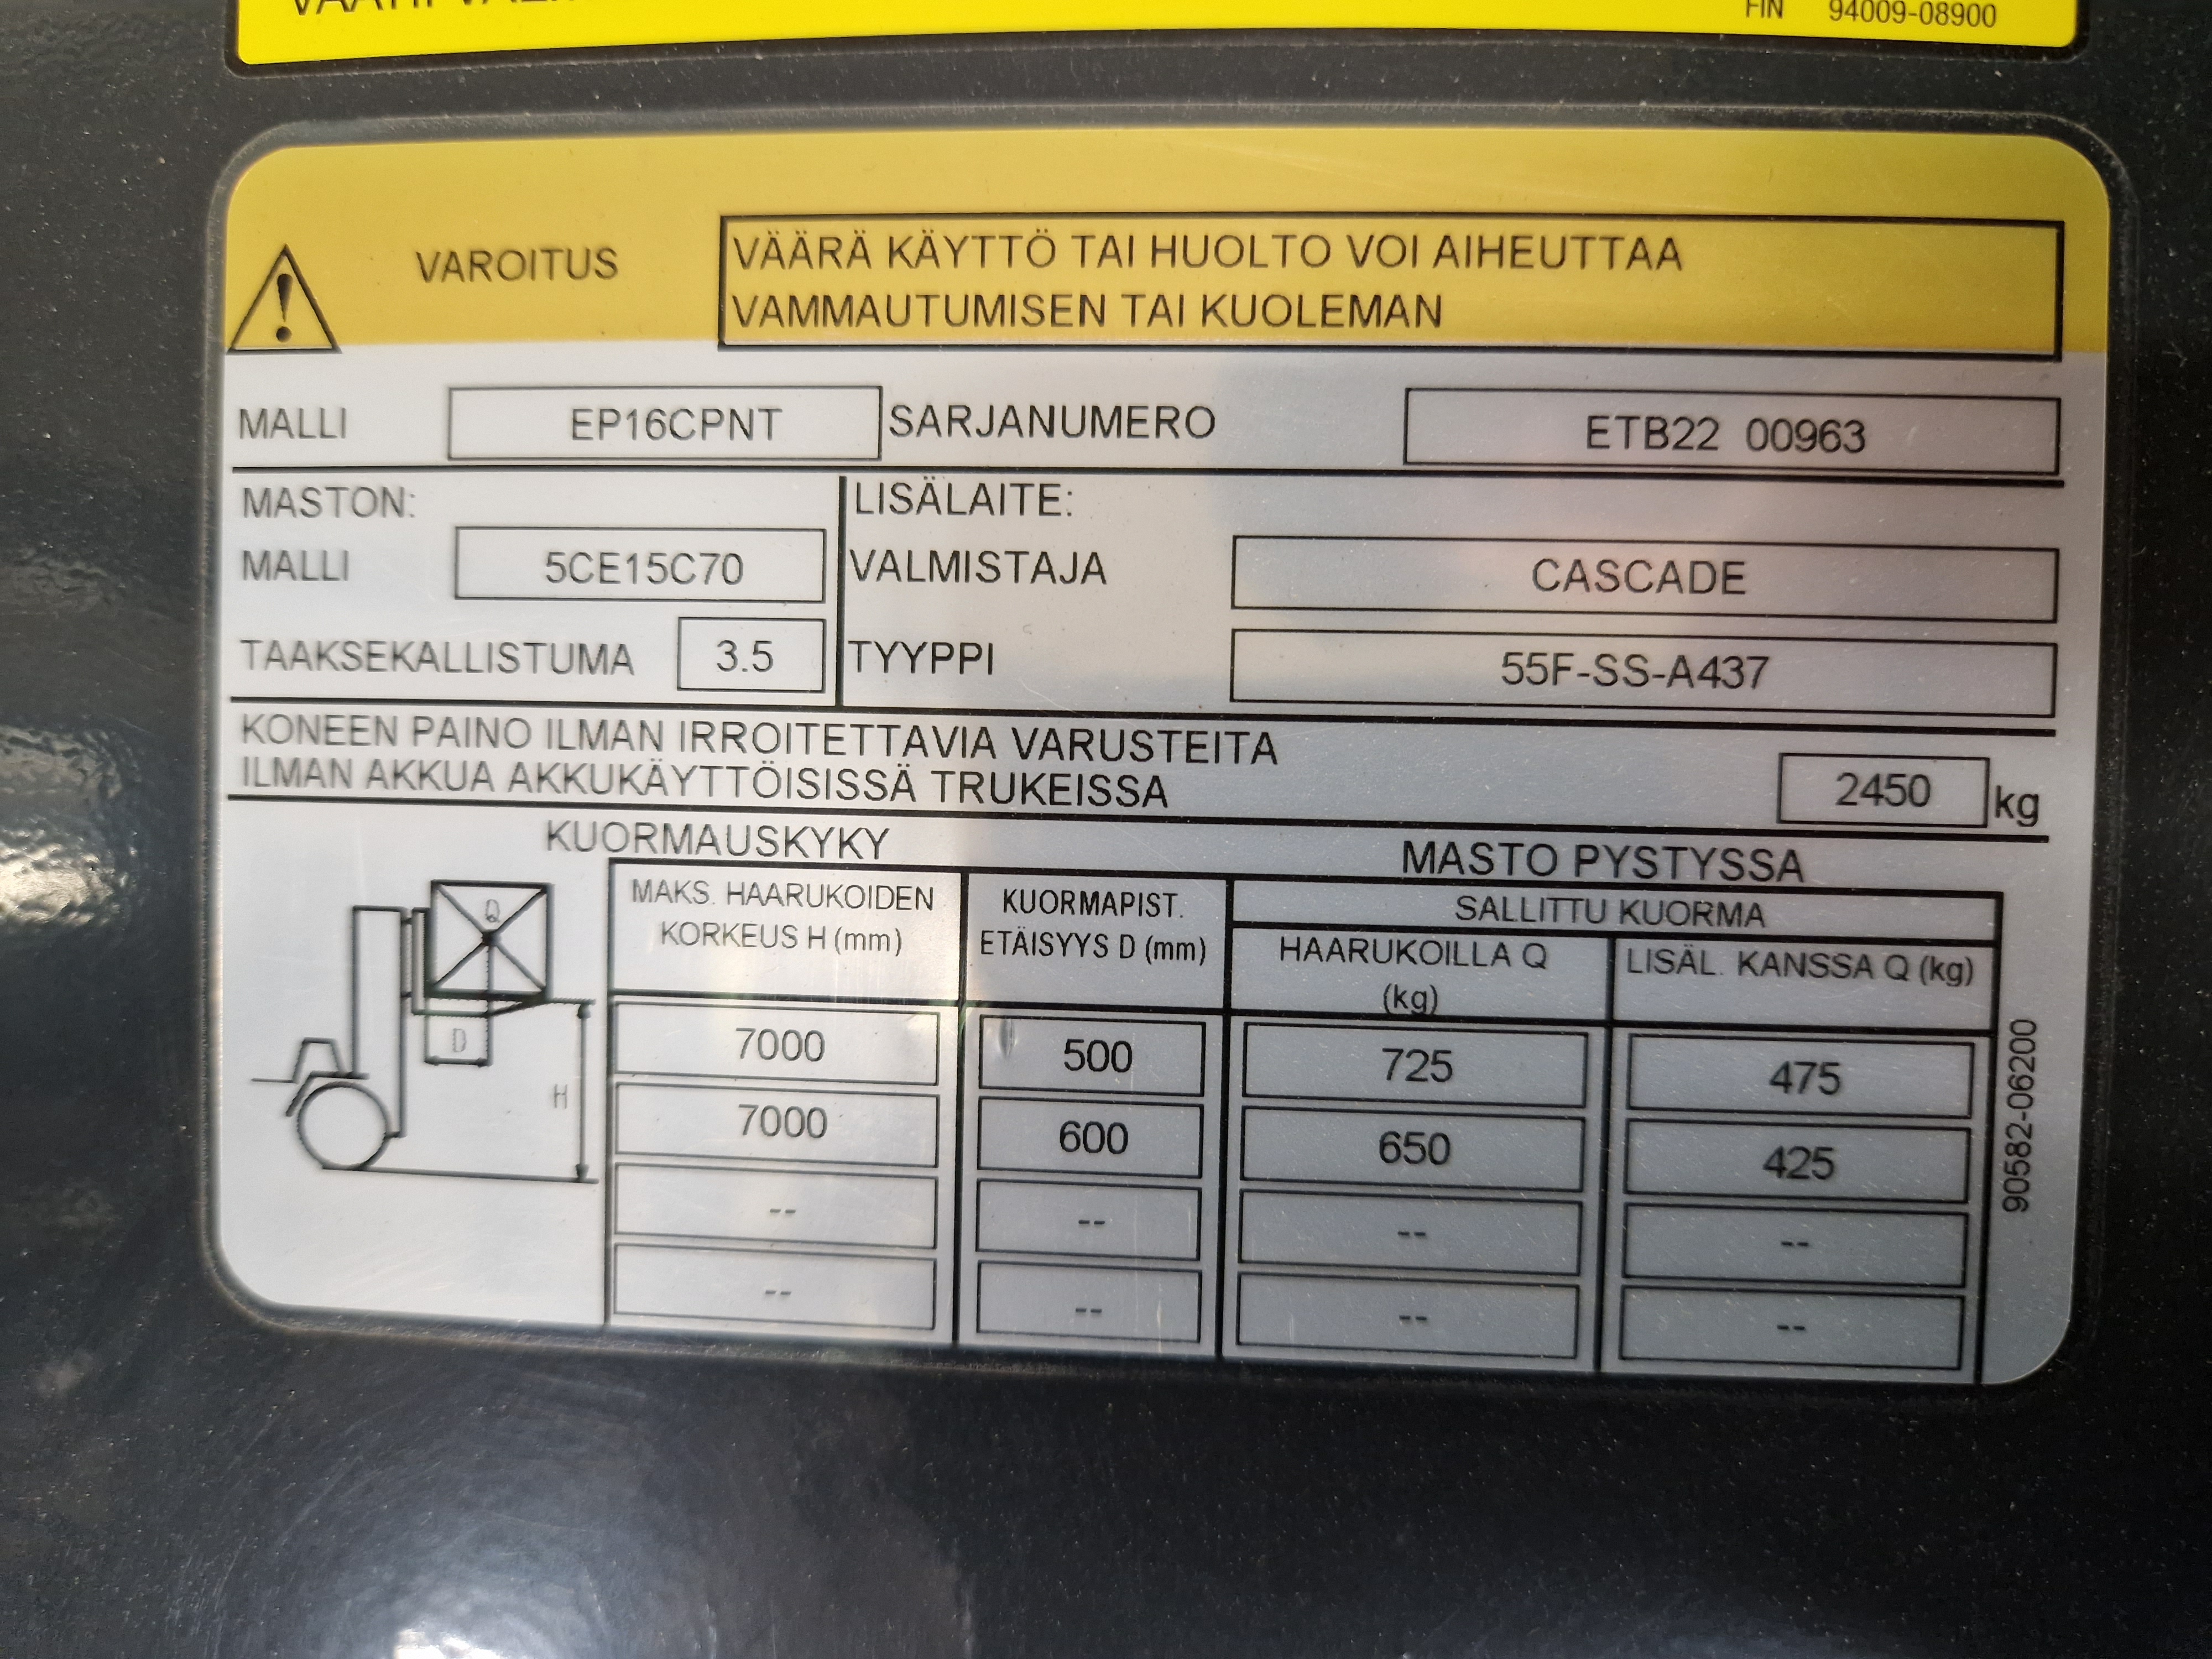 FIN 94009-08900
VAROITUS
VÄÄRÄ KÄYTTÖ TAI HUOLTO VOI AIHEUTTAA
VAMMAUTUMISEN TAI KUOLEMAN
MALLI EP16CPNT SARJANUMERO ETB22 00963
MASTON: LISÄLAITE:
MALLI 5CE15C70 VALMISTAJA CASCADE
TAAKSEKALLISTUMA 3.5 TYYPPI 55F-SS-A437
KONEEN PAINO ILMAN IRROITETTAVIA VARUSTEITA
ILMAN AKKUA AKKUKÄYTTÖISISSÄ TRUKEISSA 2450 kg
KUORMAUSKYKY MASTO PYSTYSSA
MAKS. HAARUKOIDEN KUORMAPIST. SALLITTU KUORMA
KORKEUS H (mm) ETÄISYYS D (mm) HAARUKOILLA Q LISÄL. KANSSA Q (kg)
(kg)
7000 500 725 475
7000 600 650 425
-- -- -- --
-- -- -- --
Q
D
H
90582-06200